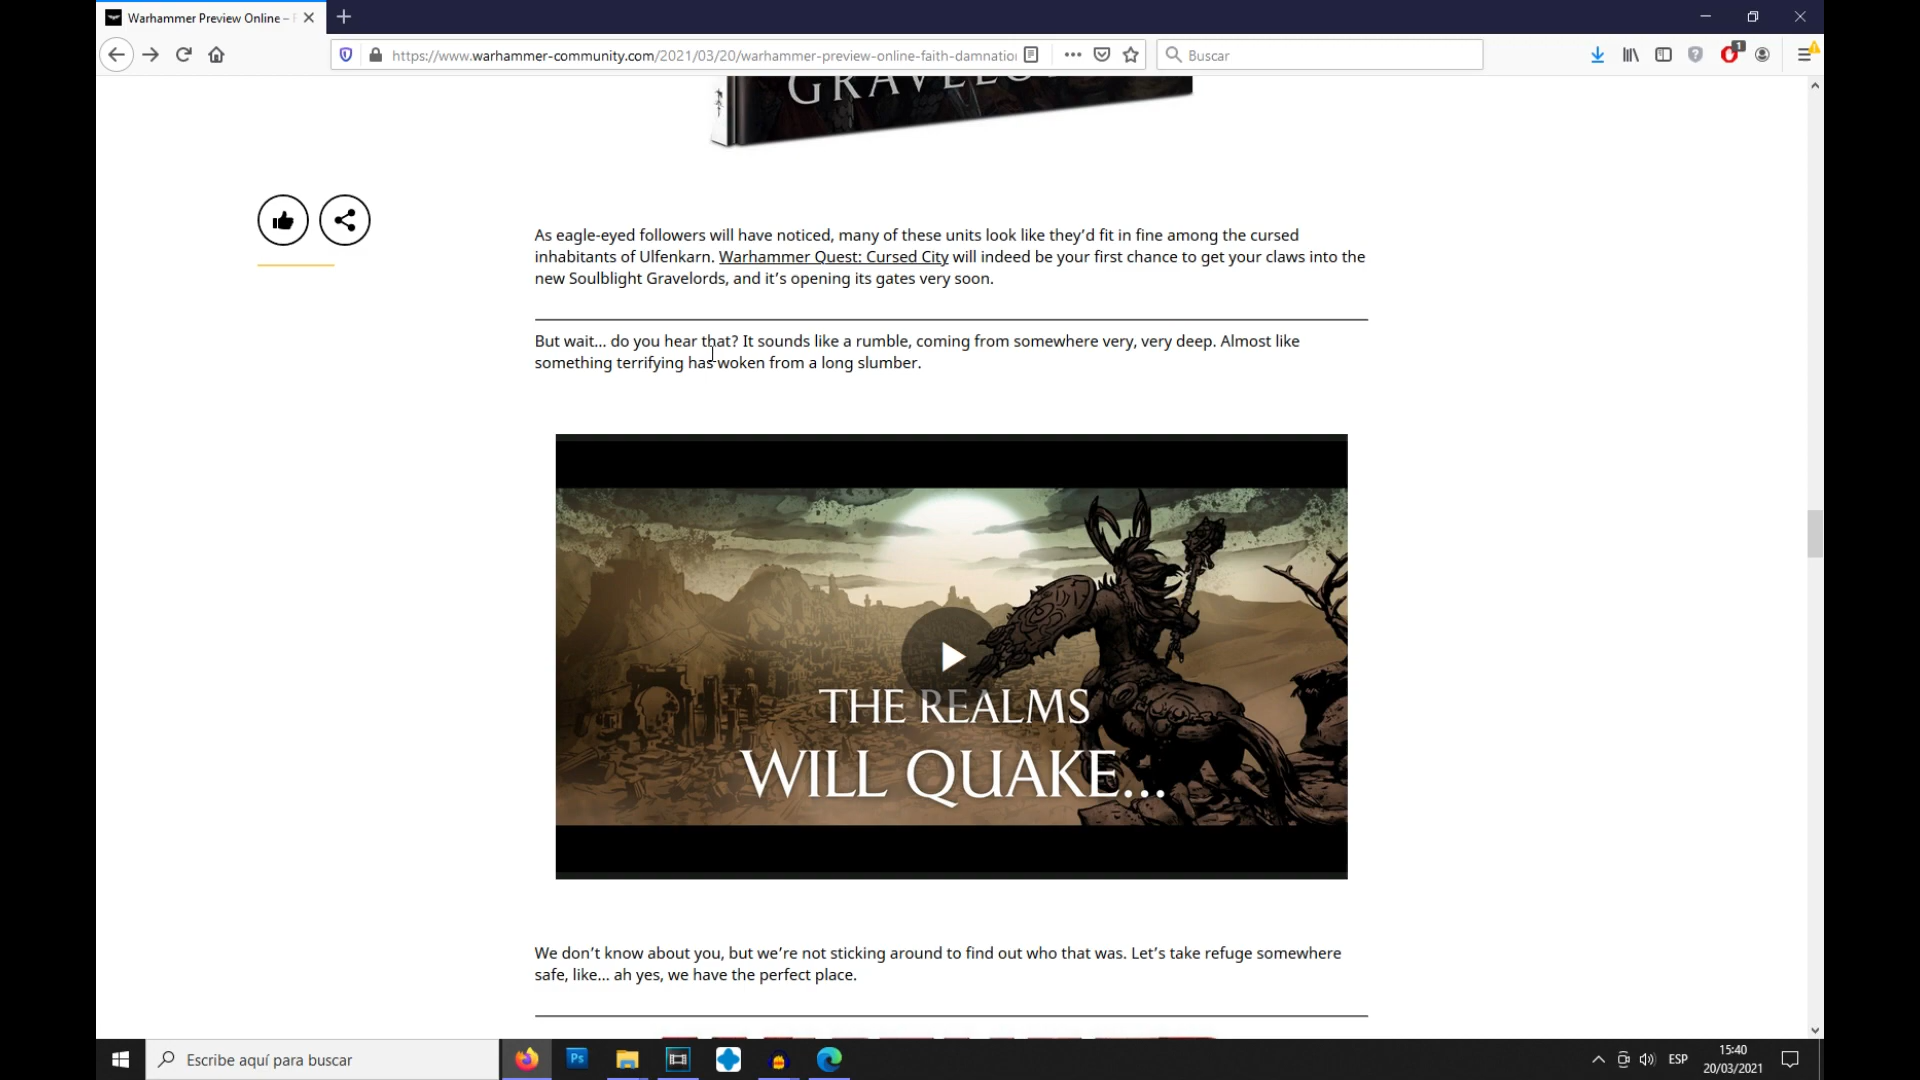 Warhammer Preview Online –
https://www.warhammer-community.com/2021/03/20/warhammer-preview-online-faith-damnatio
Buscar
1
As eagle-eyed followers will have noticed, many of these units look like they’d fit in fine among the cursed
inhabitants of Ulfenkarn. Warhammer Quest: Cursed City will indeed be your first chance to get your claws into the
new Soulblight Gravelords, and it’s opening its gates very soon.
But wait… do you hear that? It sounds like a rumble, coming from somewhere very, very deep. Almost like
something terrifying has woken from a long slumber.
THE REALMS
WILL QUAKE...
We don’t know about you, but we’re not sticking around to find out who that was. Let’s take refuge somewhere
safe, like… ah yes, we have the perfect place.
Escribe aquí para buscar
Ps
ESP
15:40
20/03/2021